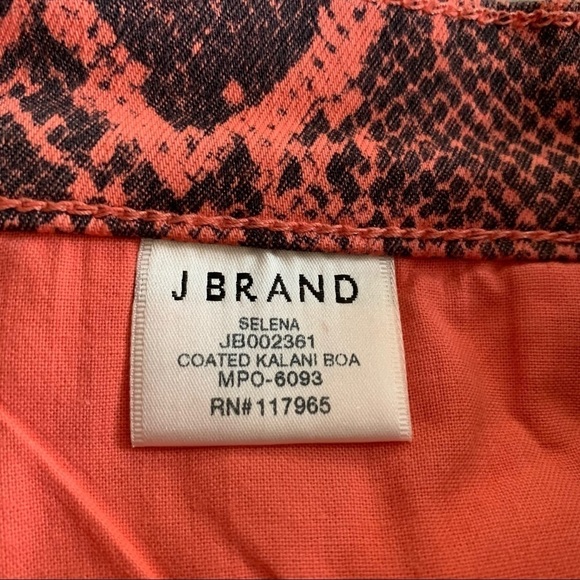 J BRAND
SELENA
JB002361
COATED KALANI BOA
MPO-6093
RN#117965